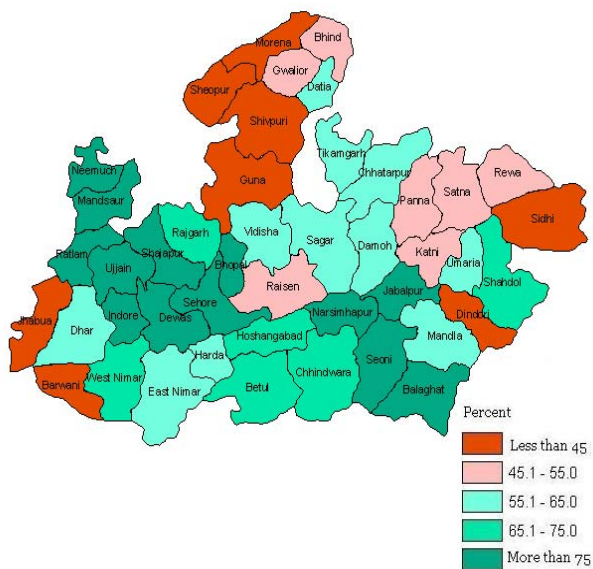 Bhind
Morena
Gwalior
Sheopur
Datia
Shivpuri
Tikamgarh
Chhatarpur
Neemuch
Mandsaur
Guna
Panna
Satna
Rewa
Sidhi
Rajgarh
Vidisha
Sagar
Damoh
Katni
Umaria
Shahdol
Ratlam
Ujjain
Shajapur
Bhopal
Raisen
Jabalpur
Dindori
Jhabua
Dhar
Indore
Dewas
Sehore
Narsimhapur
Hoshangabad
Mandla
Harda
Seoni
Barwani
West Nimar
East Nimar
Betul
Chhindwara
Balaghat
Percent
Less than 45
45.1 - 55.0
55.1 - 65.0
65.1 - 75.0
More than 75